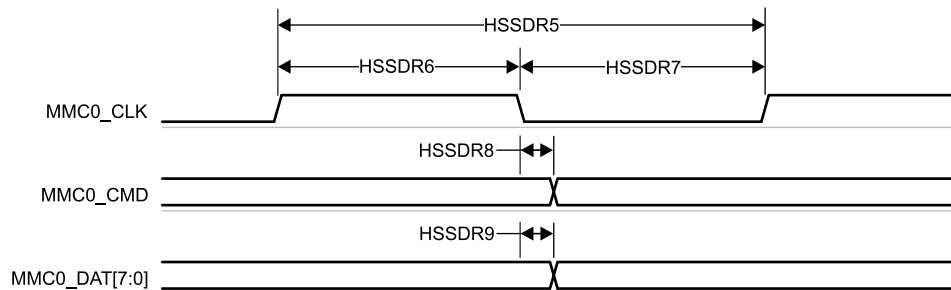 HSSDR5
HSSDR6 HSSDR7
MMC0_CLK
HSSDR8
MMC0_CMD
HSSDR9
MMC0_DAT[7:0]